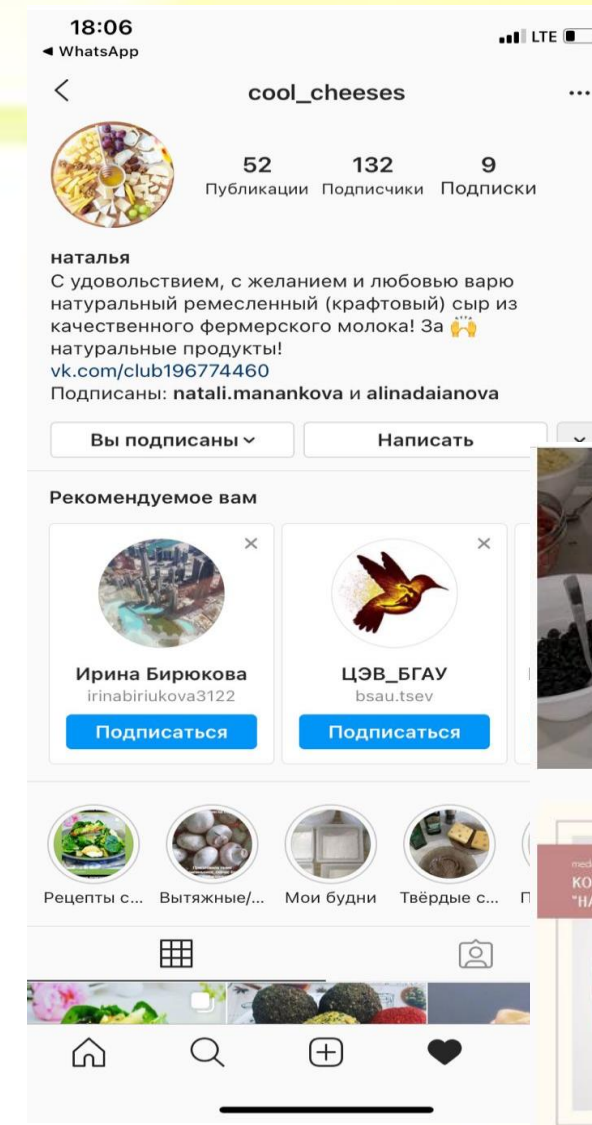 18:06
LTE
WhatsApp
cool_cheeses
52 132 9
Публикации Подписчики Подписки
наталья
С удовольствием, с желанием и любовью варю
натуральный ремесленный (крафтовый) сыр из
качественного фермерского молока! За 🙌
натуральные продукты!
vk.com/club196774460
Подписаны: natali.manankova и alinadaianova
Вы подписаны Написать
Рекомендуемое вам
Ирина Бирюкова
irinabiriukova3122
Подписаться
ЦЭВ_БГАУ
bsau.tsev
Подписаться
Рецепты с... Вытяжные/... Мои будни Твёрдые с...